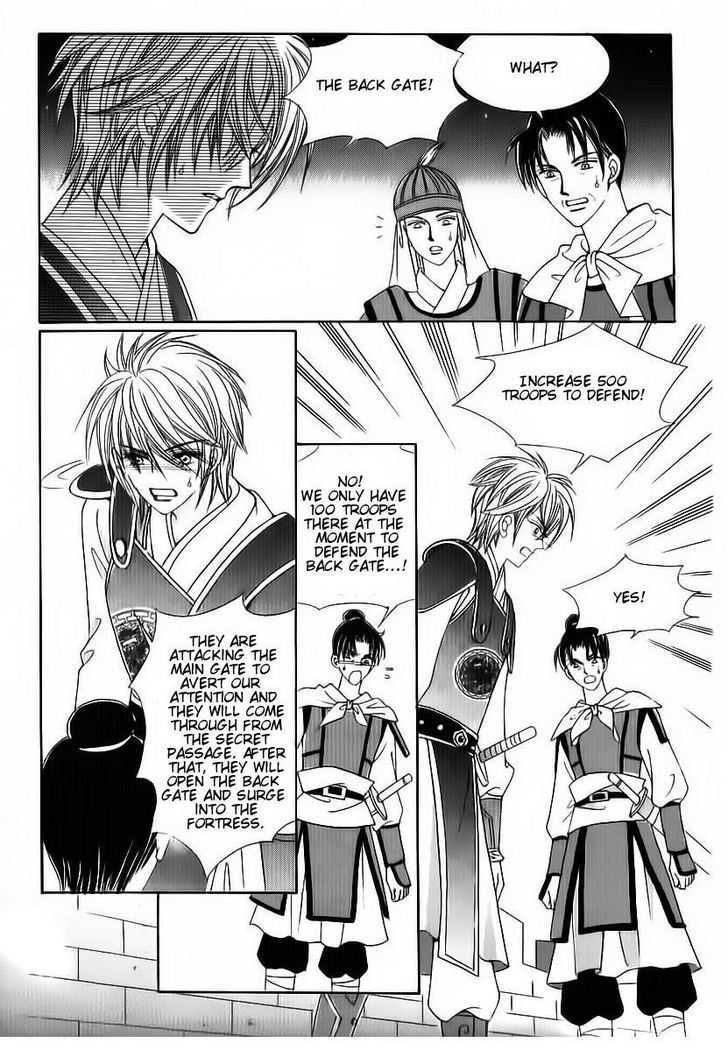 THE BACK GATE!
WHAT?
THEY ARE
ATTACKING THE
MAIN GATE TO
AVERT OUR
ATTENTION AND
THEY WILL COME
THROUGH FROM
THE SECRET
PASSAGE. AFTER
THAT, THEY WILL
OPEN THE BACK
GATE AND SURGE
INTO THE
FORTRESS.
NO!
WE ONLY HAVE
100 TROOPS
THERE AT THE
MOMENT TO
DEFEND THE
BACK GATE...!
INCREASE 500
TROOPS TO DEFEND!
YES!